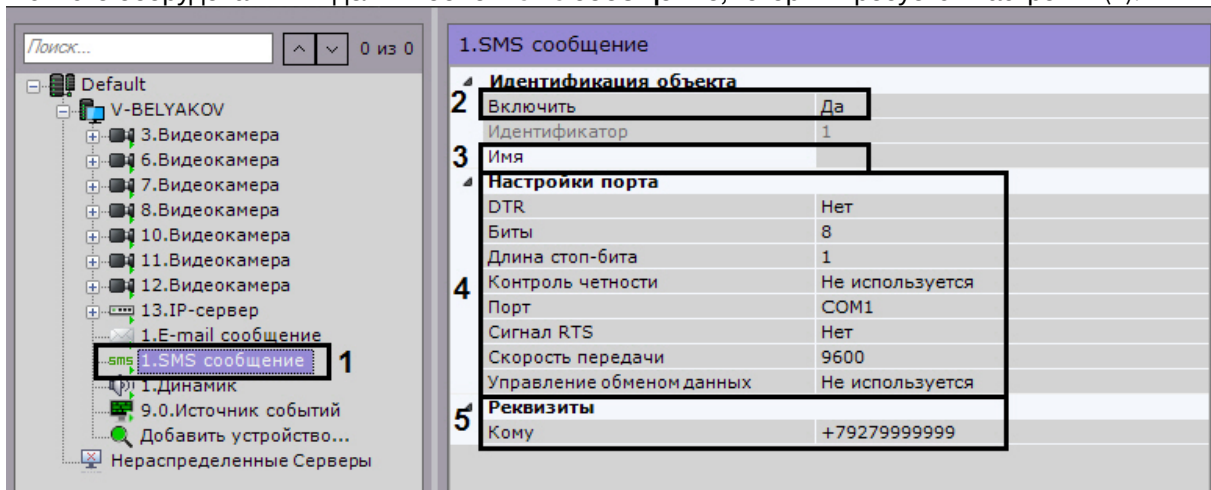 Поиск...
0 из 0
Default
V-BELYAKOV
3.Видеокамера
6.Видеокамера
7.Видеокамера
8.Видеокамера
10.Видеокамера
11.Видеокамера
12.Видеокамера
13.IP-сервер
1.E-mail сообщение
sms 1.SMS сообщение 1
1.Динамик
9.0.Источник событий
Добавить устройство...
Нераспределенные Серверы
1.SMS сообщение
Идентификация объекта
2 Включить Да
Идентификатор 1
3 Имя
Настройки порта
DTR Нет
Биты 8
Длина стоп-бита 1
4 Контроль четности Не используется
Порт COM1
Сигнал RTS Нет
Скорость передачи 9600
Управление обменом данных Не используется
5 Реквизиты
Кому +79279999999